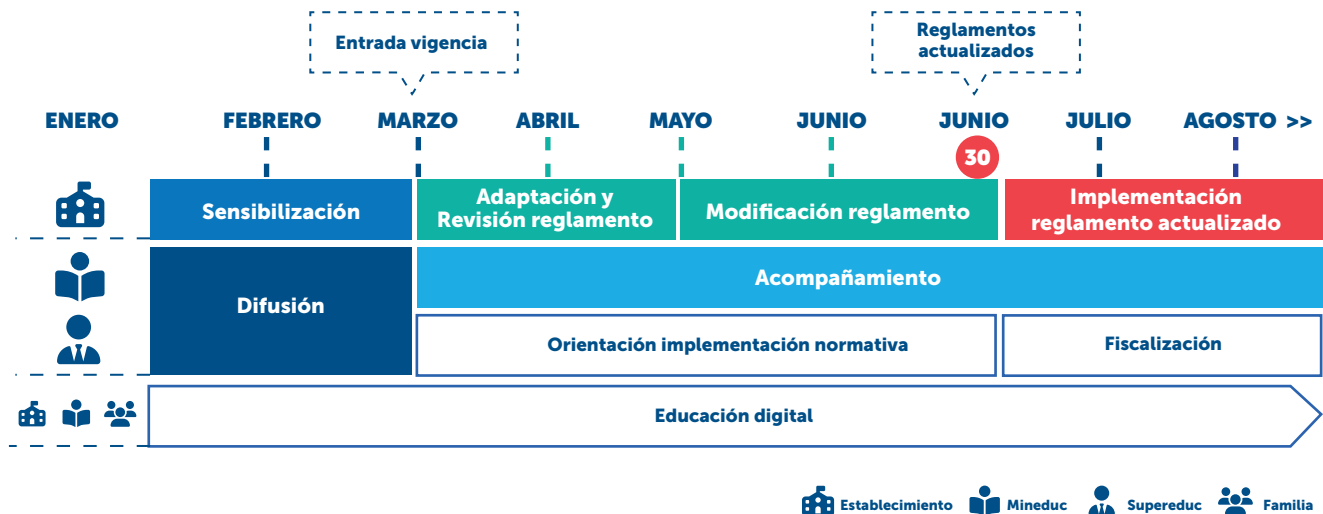 Entrada vigencia
Reglamentos
actualizados
ENERO FEBRERO MARZO ABRIL MAYO JUNIO JUNIO JULIO AGOSTO >>
30
Sensibilización
Adaptación y
Revisión reglamento
Modificación reglamento
Implementación
reglamento actualizado
Difusión
Acompañamiento
Orientación implementación normativa
Fiscalización
Educación digital
Establecimiento Mineduc Supereduc Familia